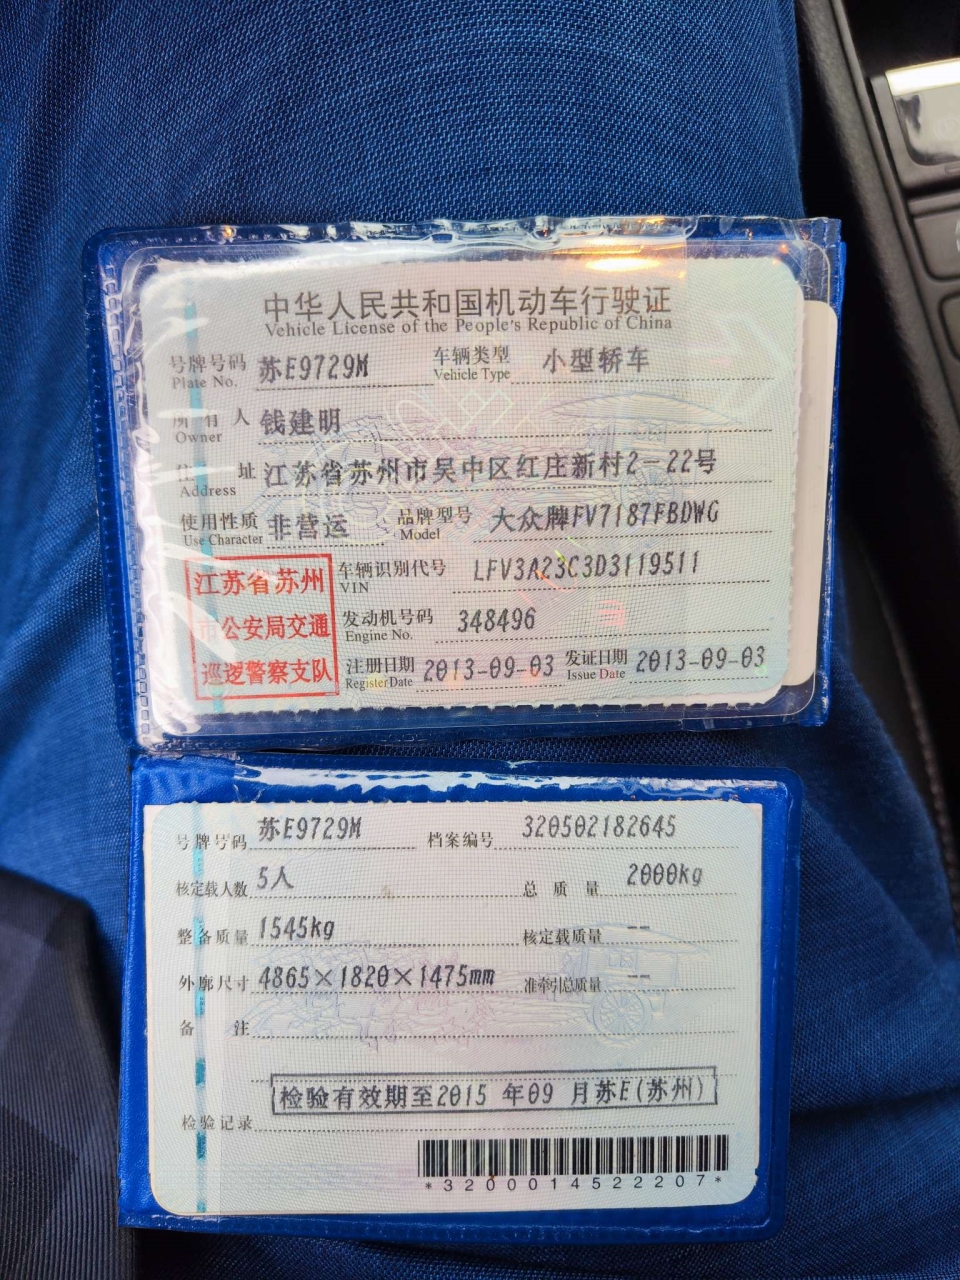 中华人民共和国机动车行驶证
Vehicle License of the People's Republic of China
号牌号码 苏E9729M 车辆类型 小型轿车
Plate No. Vehicle Type
所有人 钱建明
Owner
住址 江苏省苏州市吴中区红庄新村2-22号
Address
使用性质 非营运 品牌型号 大众牌FV7187FBDWG
Use Character Model
江苏省苏州
市公安局交通
巡逻警察支队
车辆识别代号 LFV3A23C3D3119511
VIN
发动机号码 348496
Engine No.
注册日期 2013-09-03 发证日期 2013-09-03
Register Date Issue Date
号牌号码 苏E9729M 档案编号 320502182645
核定载人数 5人 总质量 2000kg
整备质量 1545kg 核定载质量 --
外廓尺寸 4865×1820×1475mm 准牵引总质量 --
备注
检验有效期至2015年09月苏E(苏州)
检验记录
*3200014522207*